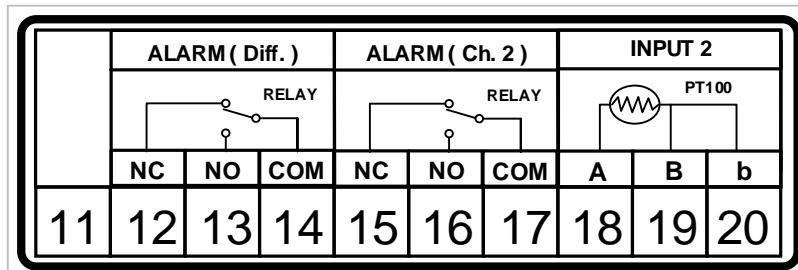 ALARM ( Diff. ) ALARM ( Ch. 2 ) INPUT 2
RELAY RELAY PT100
NC NO COM NC NO COM A B b
11 12 13 14 15 16 17 18 19 20